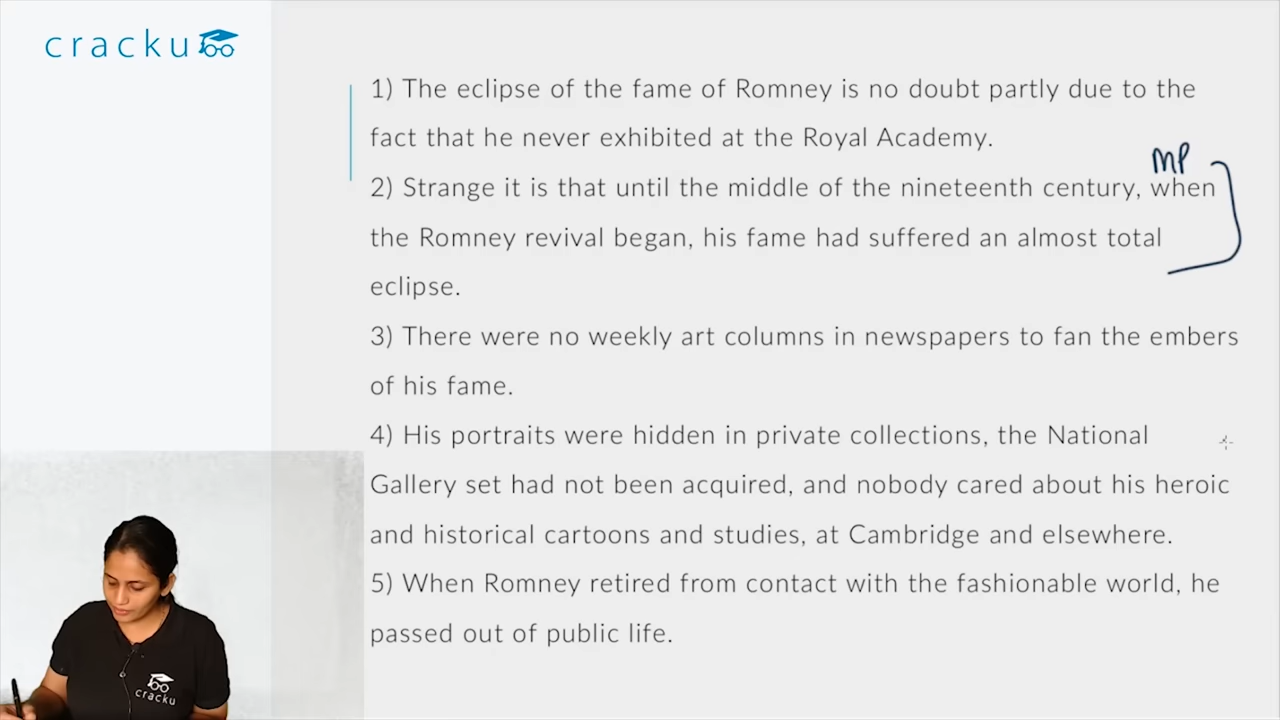 cracku
1) The eclipse of the fame of Romney is no doubt partly due to the
fact that he never exhibited at the Royal Academy.
MP
2) Strange it is that until the middle of the nineteenth century, when
the Romney revival began, his fame had suffered an almost total
eclipse.
3) There were no weekly art columns in newspapers to fan the embers
of his fame.
4) His portraits were hidden in private collections, the National
Gallery set had not been acquired, and nobody cared about his heroic
and historical cartoons and studies, at Cambridge and elsewhere.
5) When Romney retired from contact with the fashionable world, he
passed out of public life.
cracku